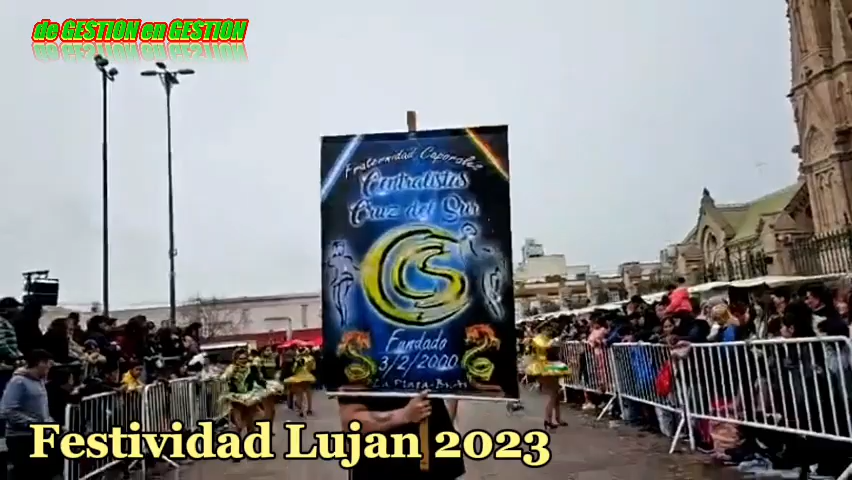 de GESTION en GESTION
Fraternidad Caporales
Centralistas
Cruz del Sur
CS
Fundado
3/2/2000
La Plata-Bs.As
Festividad Lujan 2023